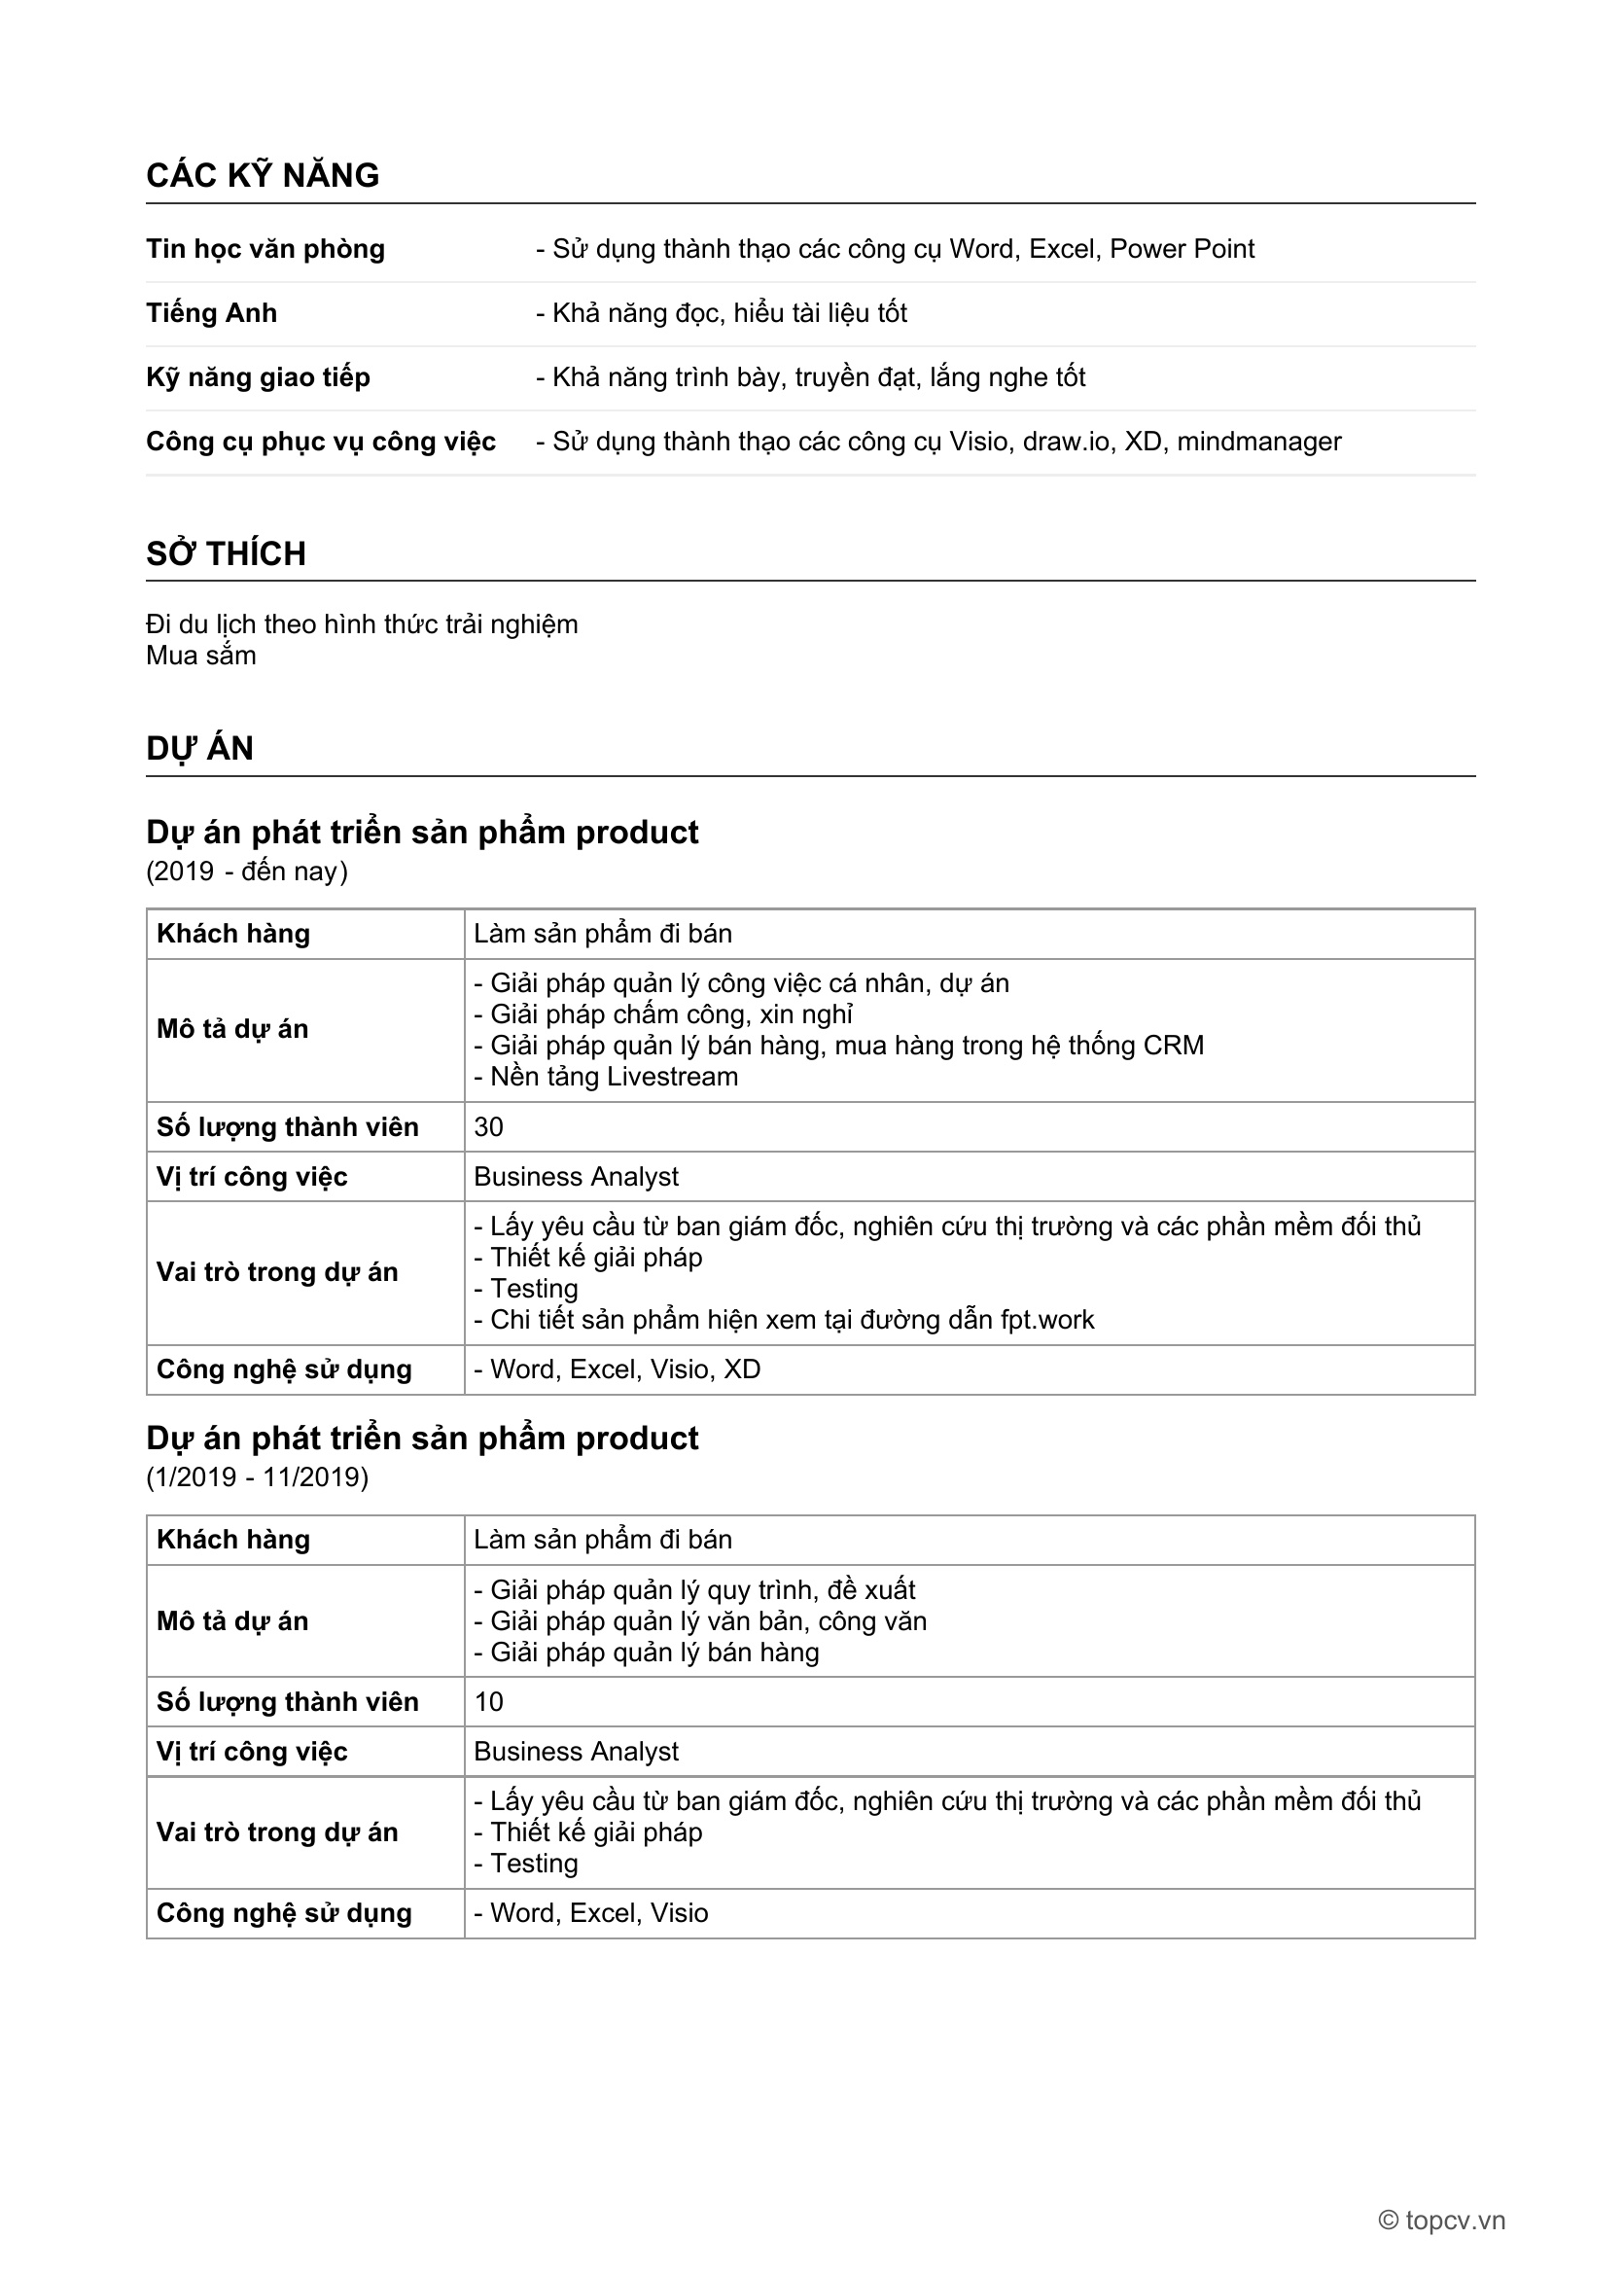 CÁC KỸ NĂNG
Tin học văn phòng - Sử dụng thành thạo các công cụ Word, Excel, Power Point
Tiếng Anh - Khả năng đọc, hiểu tài liệu tốt
Kỹ năng giao tiếp - Khả năng trình bày, truyền đạt, lắng nghe tốt
Công cụ phục vụ công việc - Sử dụng thành thạo các công cụ Visio, draw.io, XD, mindmanager
SỞ THÍCH
Đi du lịch theo hình thức trải nghiệm
Mua sắm
DỰ ÁN
Dự án phát triển sản phẩm product
(2019 - đến nay)
Khách hàng Làm sản phẩm đi bán
Mô tả dự án
- Giải pháp quản lý công việc cá nhân, dự án
- Giải pháp chấm công, xin nghỉ
- Giải pháp quản lý bán hàng, mua hàng trong hệ thống CRM
- Nền tảng Livestream
Số lượng thành viên 30
Vị trí công việc Business Analyst
Vai trò trong dự án
- Lấy yêu cầu từ ban giám đốc, nghiên cứu thị trường và các phần mềm đối thủ
- Thiết kế giải pháp
- Testing
- Chi tiết sản phẩm hiện xem tại đường dẫn fpt.work
Công nghệ sử dụng - Word, Excel, Visio, XD
Dự án phát triển sản phẩm product
(1/2019 - 11/2019)
Khách hàng Làm sản phẩm đi bán
Mô tả dự án
- Giải pháp quản lý quy trình, đề xuất
- Giải pháp quản lý văn bản, công văn
- Giải pháp quản lý bán hàng
Số lượng thành viên 10
Vị trí công việc Business Analyst
Vai trò trong dự án
- Lấy yêu cầu từ ban giám đốc, nghiên cứu thị trường và các phần mềm đối thủ
- Thiết kế giải pháp
- Testing
Công nghệ sử dụng - Word, Excel, Visio
© topcv.vn